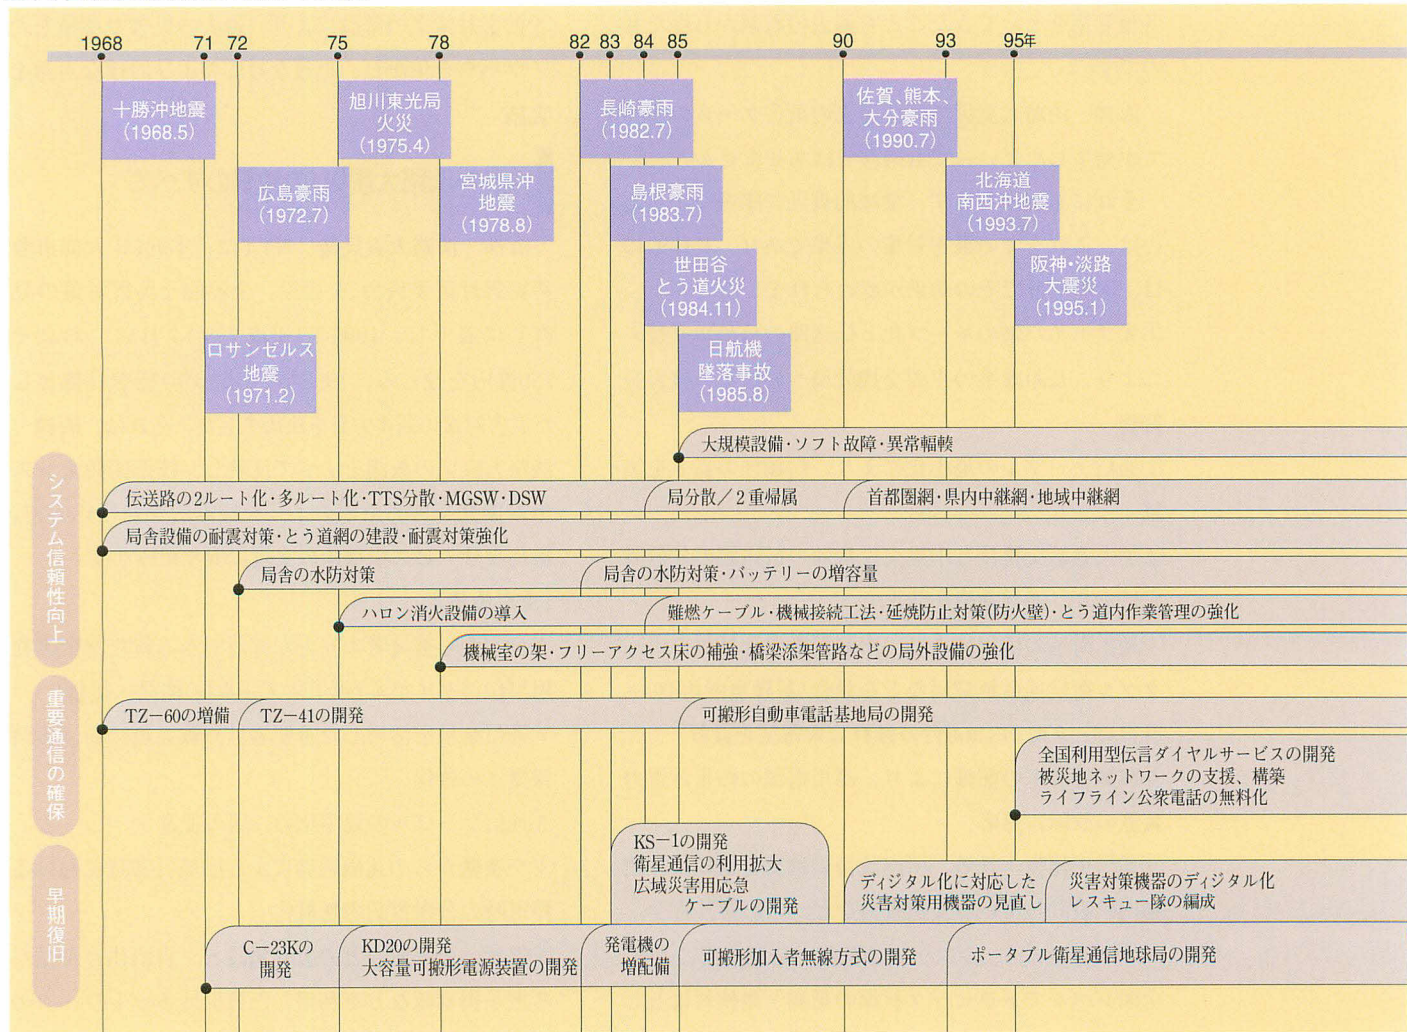 1968 71 72 75 78 82 83 84 85 90 93 95年
十勝沖地震
(1968.5)
旭川東光局
火災
(1975.4)
長崎豪雨
(1982.7)
佐賀、熊本、
大分豪雨
(1990.7)
広島豪雨
(1972.7)
宮城県沖
地震
(1978.8)
島根豪雨
(1983.7)
北海道
南西沖地震
(1993.7)
世田谷
とう道火災
(1984.11)
阪神・淡路
大震災
(1995.1)
ロサンゼルス
地震
(1971.2)
日航機
墜落事故
(1985.8)
システム信頼性向上
大規模設備・ソフト故障・異常輻輳
伝送路の2ルート化・多ルート化・TTS分散・MGSW・DSW 局分散／2重帰属 首都圏網・県内中継網・地域中継網
局舎設備の耐震対策・とう道網の建設・耐震対策強化
局舎の水防対策 局舎の水防対策・バッテリーの増容量
ハロン消火設備の導入 難燃ケーブル・機械接続工法・延焼防止対策(防火壁)・とう道内作業管理の強化
機械室の架・フリーアクセス床の補強・橋梁添架管路などの局外設備の強化
重要通信の確保
TZ−60の増備 TZ−41の開発 可搬形自動車電話基地局の開発
全国利用型伝言ダイヤルサービスの開発
被災地ネットワークの支援、構築
ライフライン公衆電話の無料化
早期復旧
KS−1の開発
衛星通信の利用拡大
広域災害用応急
ケーブルの開発
ディジタル化に対応した
災害対策用機器の見直し
災害対策機器のディジタル化
レスキュー隊の編成
C−23Kの
開発
KD20の開発
大容量可搬形電源装置の開発
発電機の
増配備
可搬形加入者無線方式の開発
ポータブル衛星通信地球局の開発